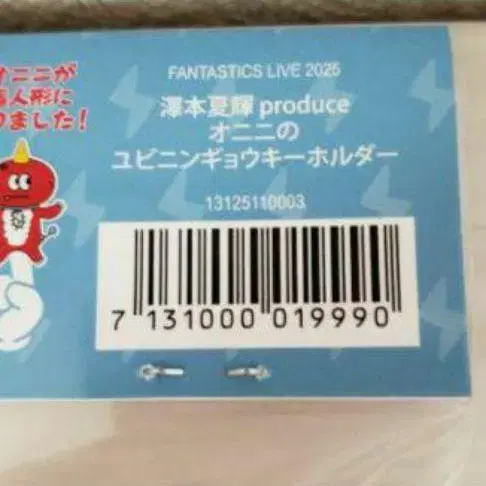 オニニが
指人形に
りました!
FANTASTICS LIVE 2025
澤本夏輝 produce
オニニの
ユビニンギョウキーホルダー
13125110003
7 131000 019990